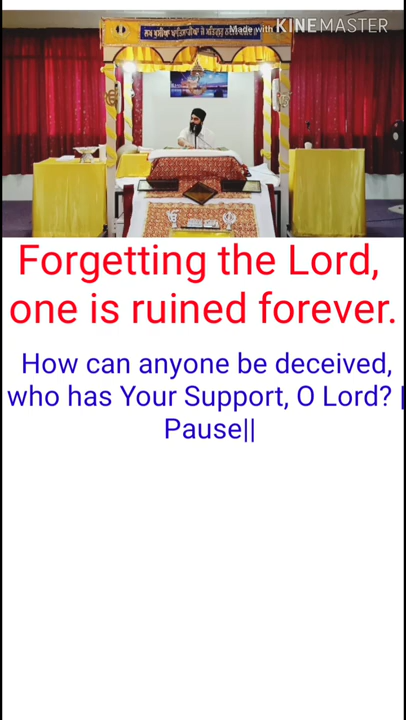 Made with KINEMASTER
Forgetting the Lord,
one is ruined forever.
How can anyone be deceived,
who has Your Support, O Lord? |
Pause||